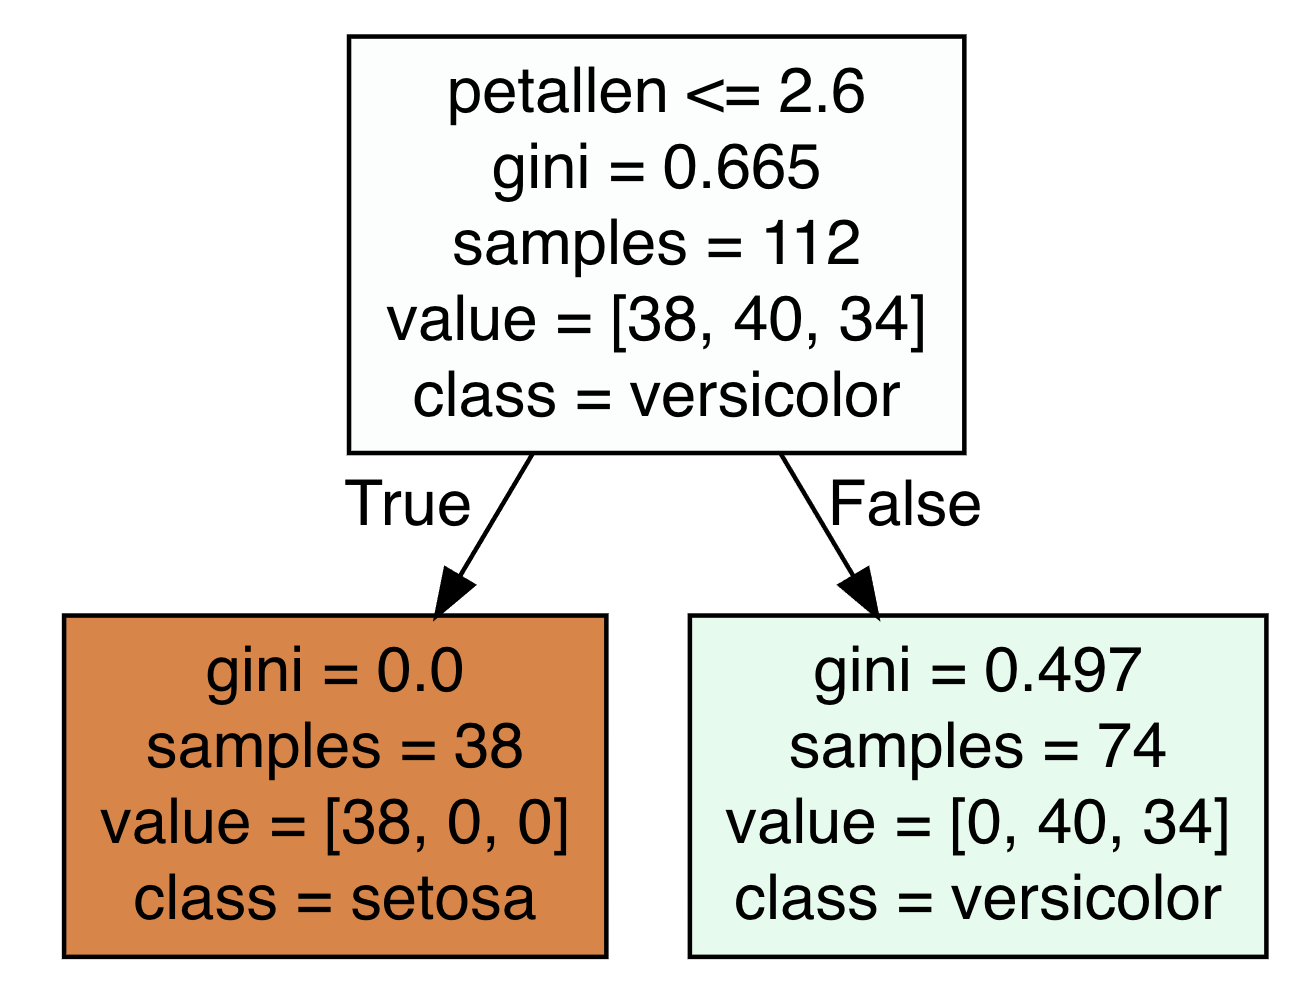 petallen <= 2.6
gini = 0.665
samples = 112
value = [38, 40, 34]
class = versicolor
True
False
gini = 0.0
samples = 38
value = [38, 0, 0]
class = setosa
gini = 0.497
samples = 74
value = [0, 40, 34]
class = versicolor